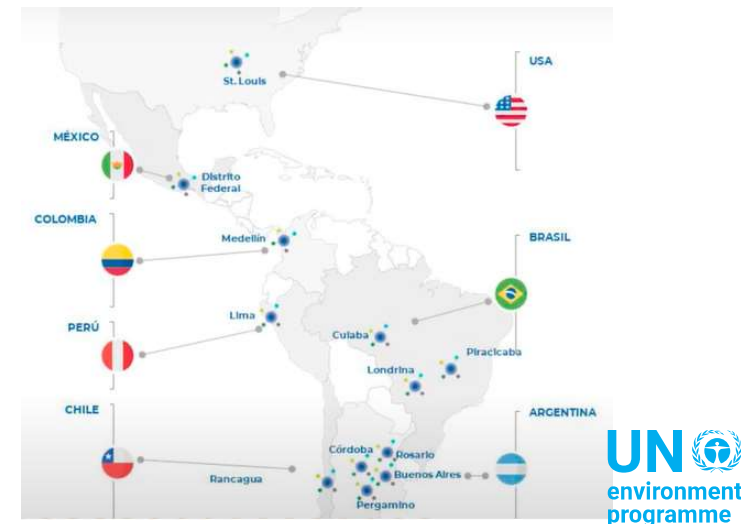 USA
St. Louis
MÉXICO
Distrito
Federal
COLOMBIA
Medellín
BRASIL
Lima
PERÚ
Cuiaba
Piracicaba
Londrina
CHILE
ARGENTINA
Córdoba
Rosario
Buenos Aires
Rancagua
Pergamino
UN
environment
programme